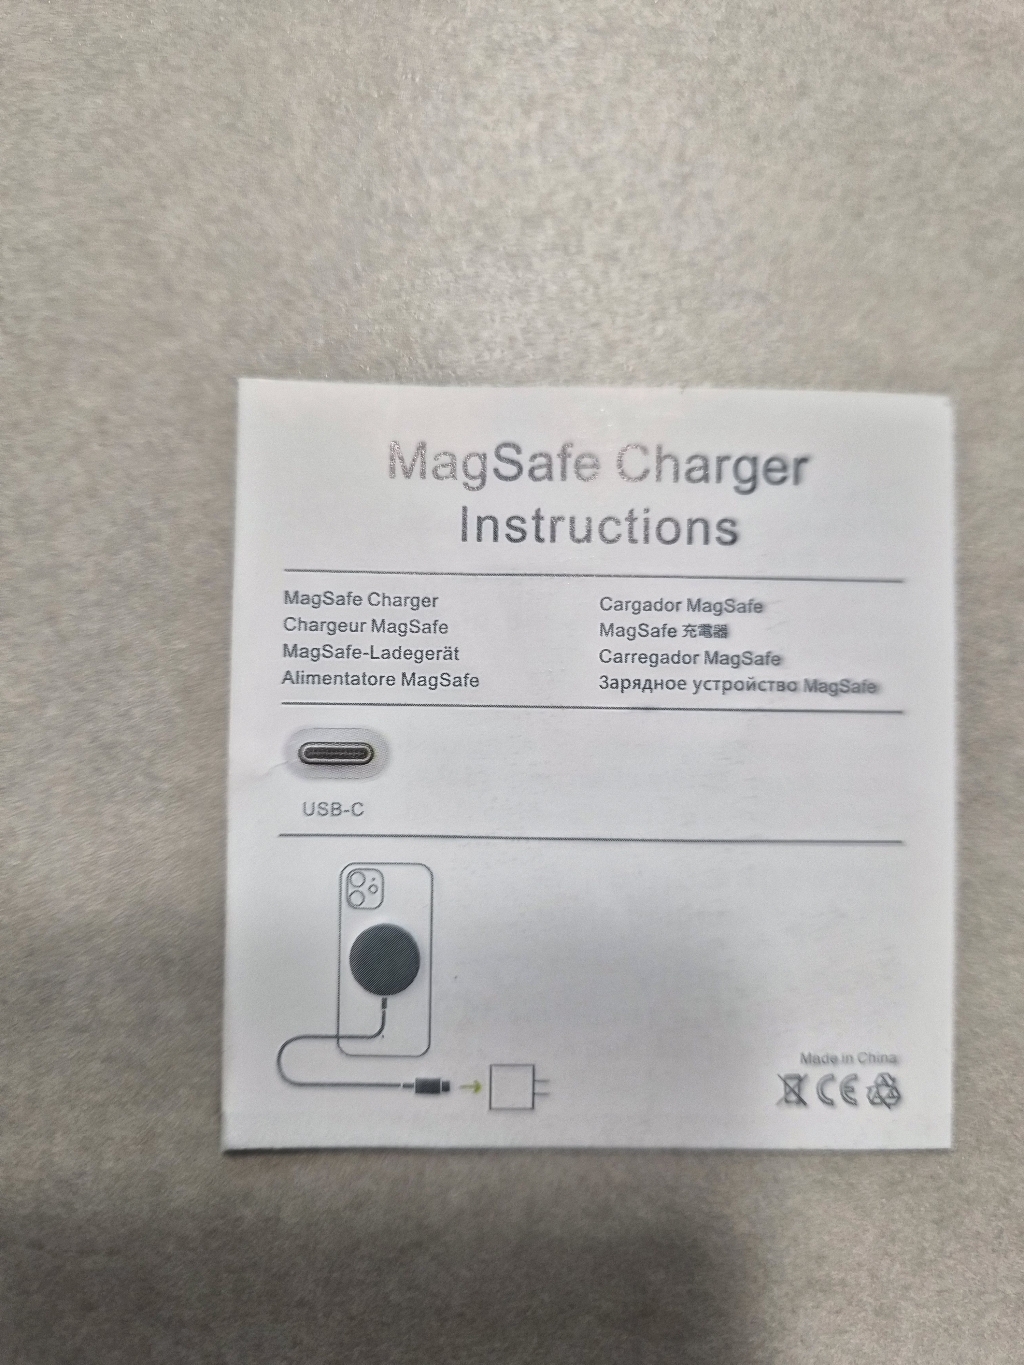 MagSafe Charger
Instructions
MagSafe Charger
Chargeur MagSafe
MagSafe-Ladegerät
Alimentatore MagSafe
Cargador MagSafe
MagSafe 充電器
Carregador MagSafe
Зарядное устройство MagSafe
USB-C
Made in China
CE